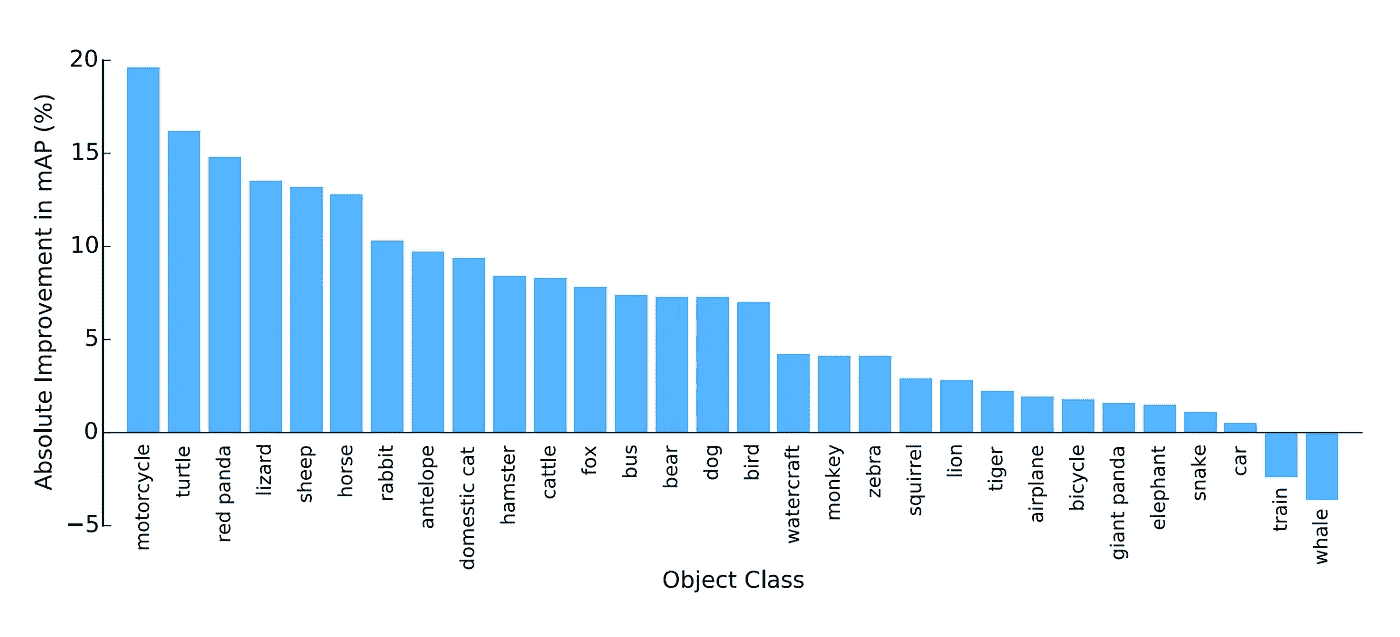 Absolute Improvement in mAP (%)
20
15
10
5
0
−5
motorcycle
turtle
red panda
lizard
sheep
horse
rabbit
antelope
domestic cat
hamster
cattle
fox
bus
bear
dog
bird
watercraft
monkey
zebra
squirrel
lion
tiger
airplane
bicycle
giant panda
elephant
snake
car
train
whale
Object Class